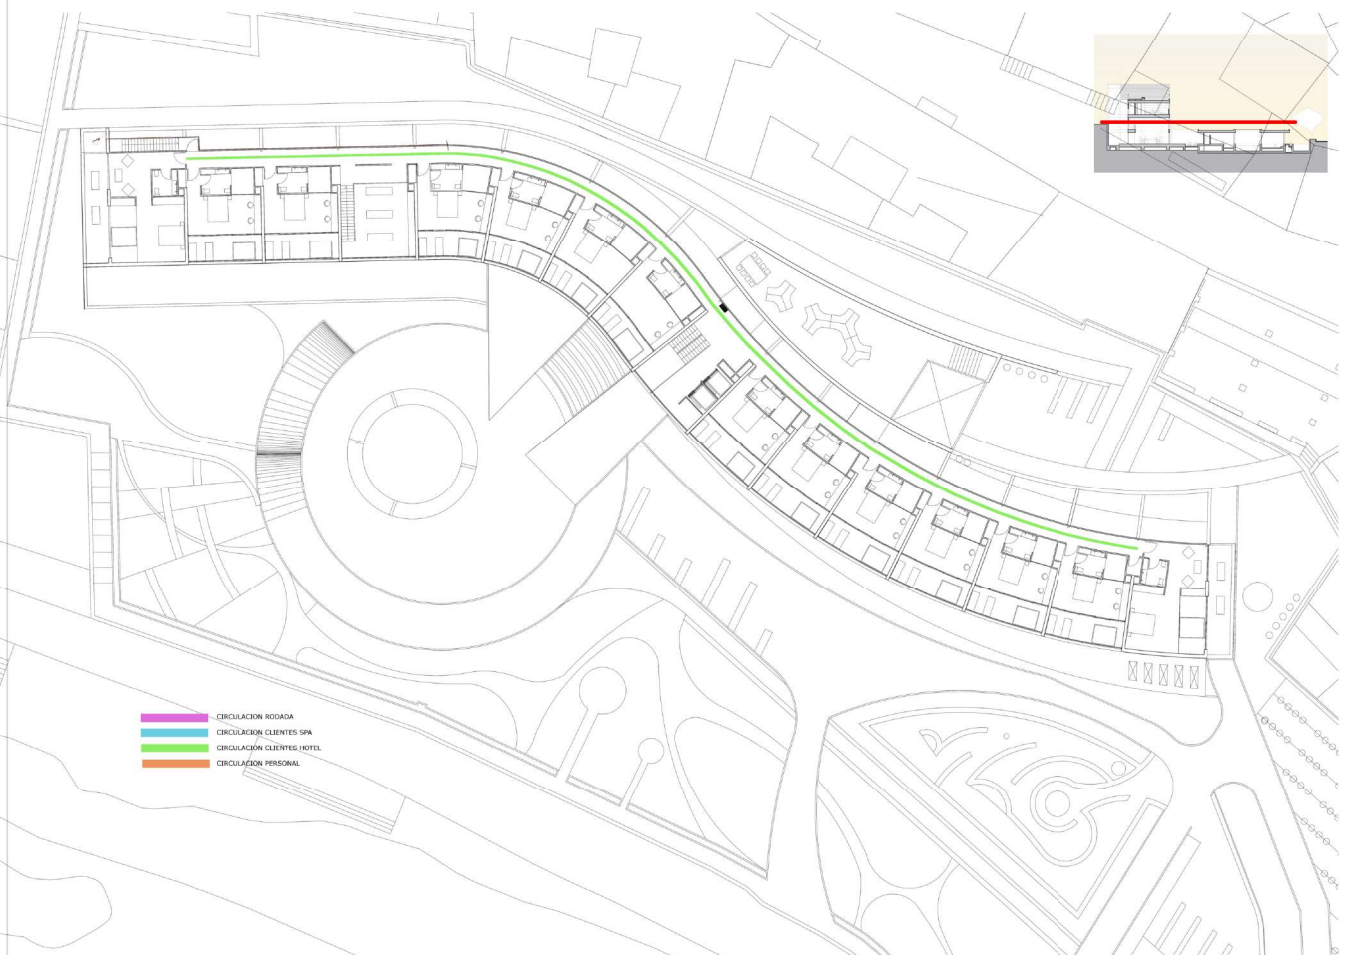 CIRCULACION RODADA
CIRCULACION CLIENTES SPA
CIRCULACION CLIENTES HOTEL
CIRCULACION PERSONAL